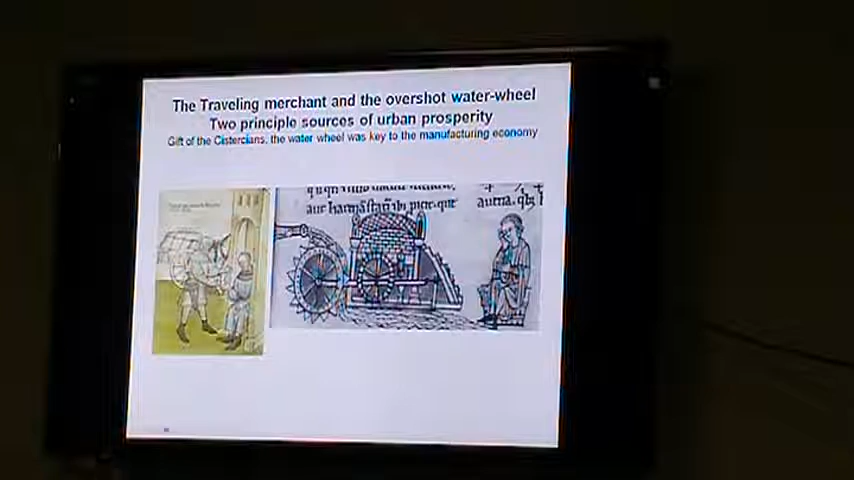 The Traveling merchant and the overshot water-wheel
Two principle sources of urban prosperity
Gift of the Cistercians, the water wheel was key to the manufacturing economy